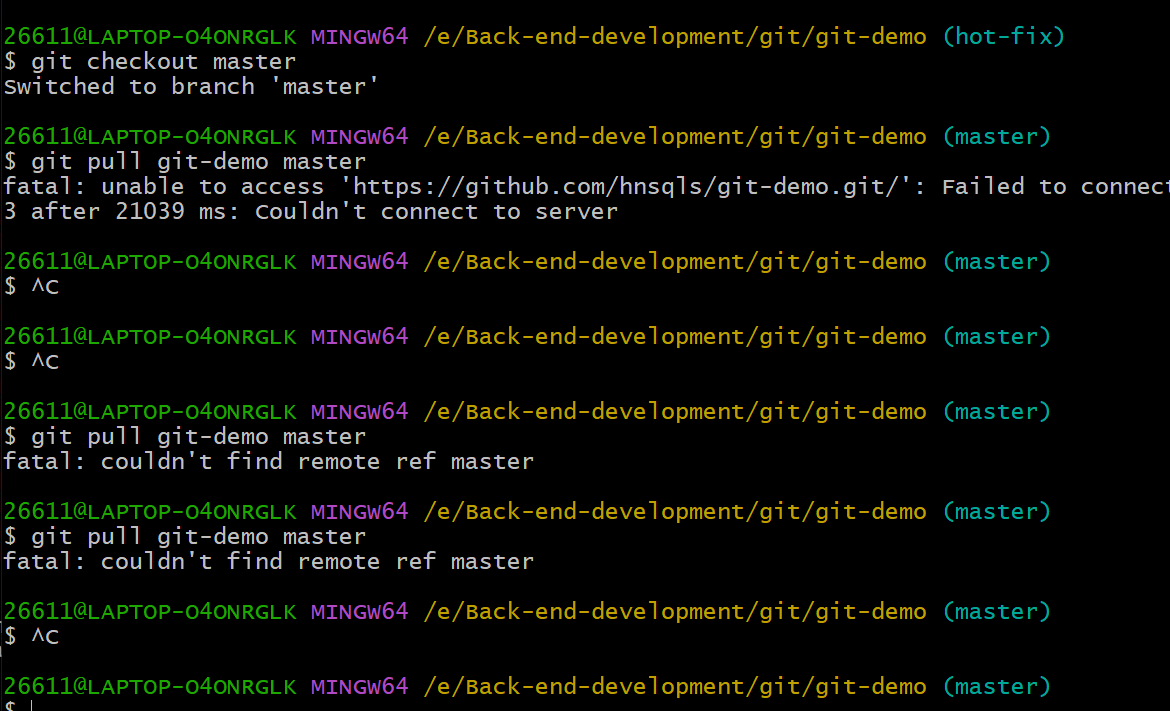 26611@LAPTOP-O4ONRGLK MINGW64 /e/Back-end-development/git/git-demo (hot-fix)
$ git checkout master
Switched to branch 'master'
26611@LAPTOP-O4ONRGLK MINGW64 /e/Back-end-development/git/git-demo (master)
$ git pull git-demo master
fatal: unable to access 'https://github.com/hnsqls/git-demo.git/': Failed to connect
3 after 21039 ms: Couldn't connect to server
26611@LAPTOP-O4ONRGLK MINGW64 /e/Back-end-development/git/git-demo (master)
$ ^C
26611@LAPTOP-O4ONRGLK MINGW64 /e/Back-end-development/git/git-demo (master)
$ ^C
26611@LAPTOP-O4ONRGLK MINGW64 /e/Back-end-development/git/git-demo (master)
$ git pull git-demo master
fatal: couldn't find remote ref master
26611@LAPTOP-O4ONRGLK MINGW64 /e/Back-end-development/git/git-demo (master)
$ git pull git-demo master
fatal: couldn't find remote ref master
26611@LAPTOP-O4ONRGLK MINGW64 /e/Back-end-development/git/git-demo (master)
$ ^C
26611@LAPTOP-O4ONRGLK MINGW64 /e/Back-end-development/git/git-demo (master)
$